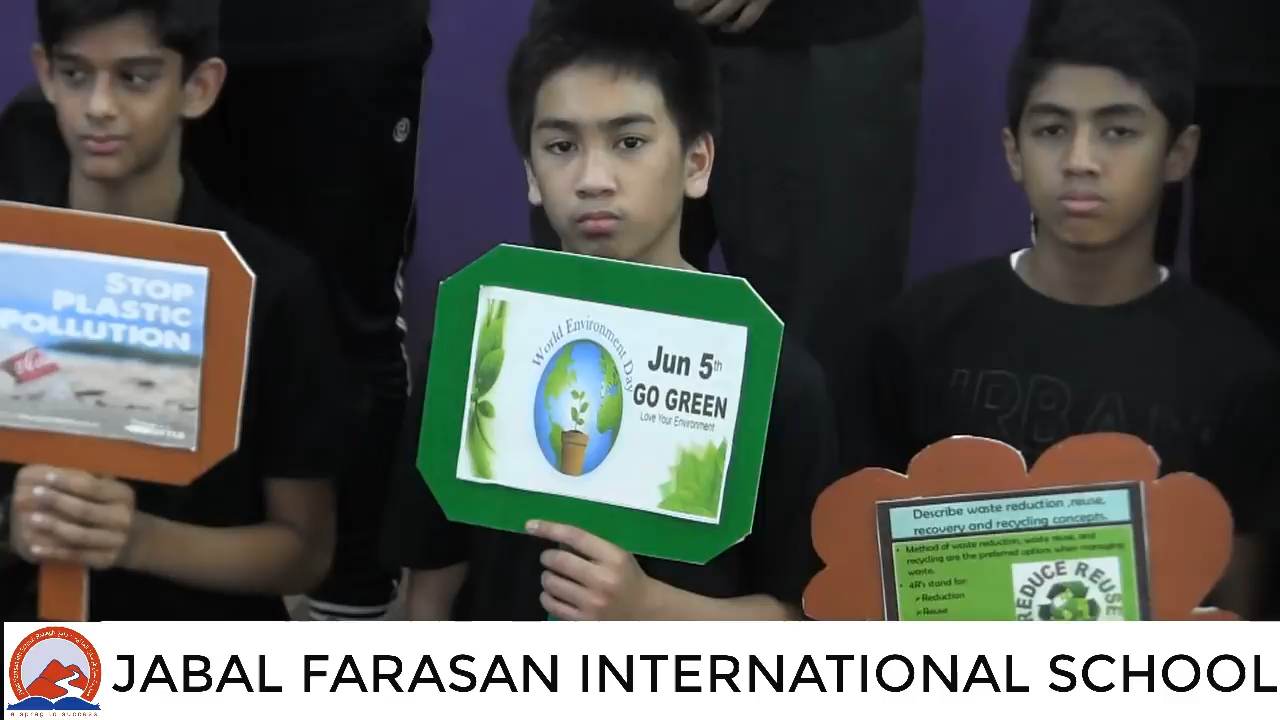 STOP
PLASTIC
POLLUTION
World Environment Day
Jun 5th
GO GREEN
Love Your Environment
URBAN
Describe waste reduction ,reuse,
recovery and recycling concepts.
• Method of waste reduction, waste reuse, and
recycling are the preferred options when managing
waste.
• 4R's stand for:
➢Reduction
➢Reuse
REDUCE REUSE
JABAL FARASAN INTERNATIONAL SCHOOL